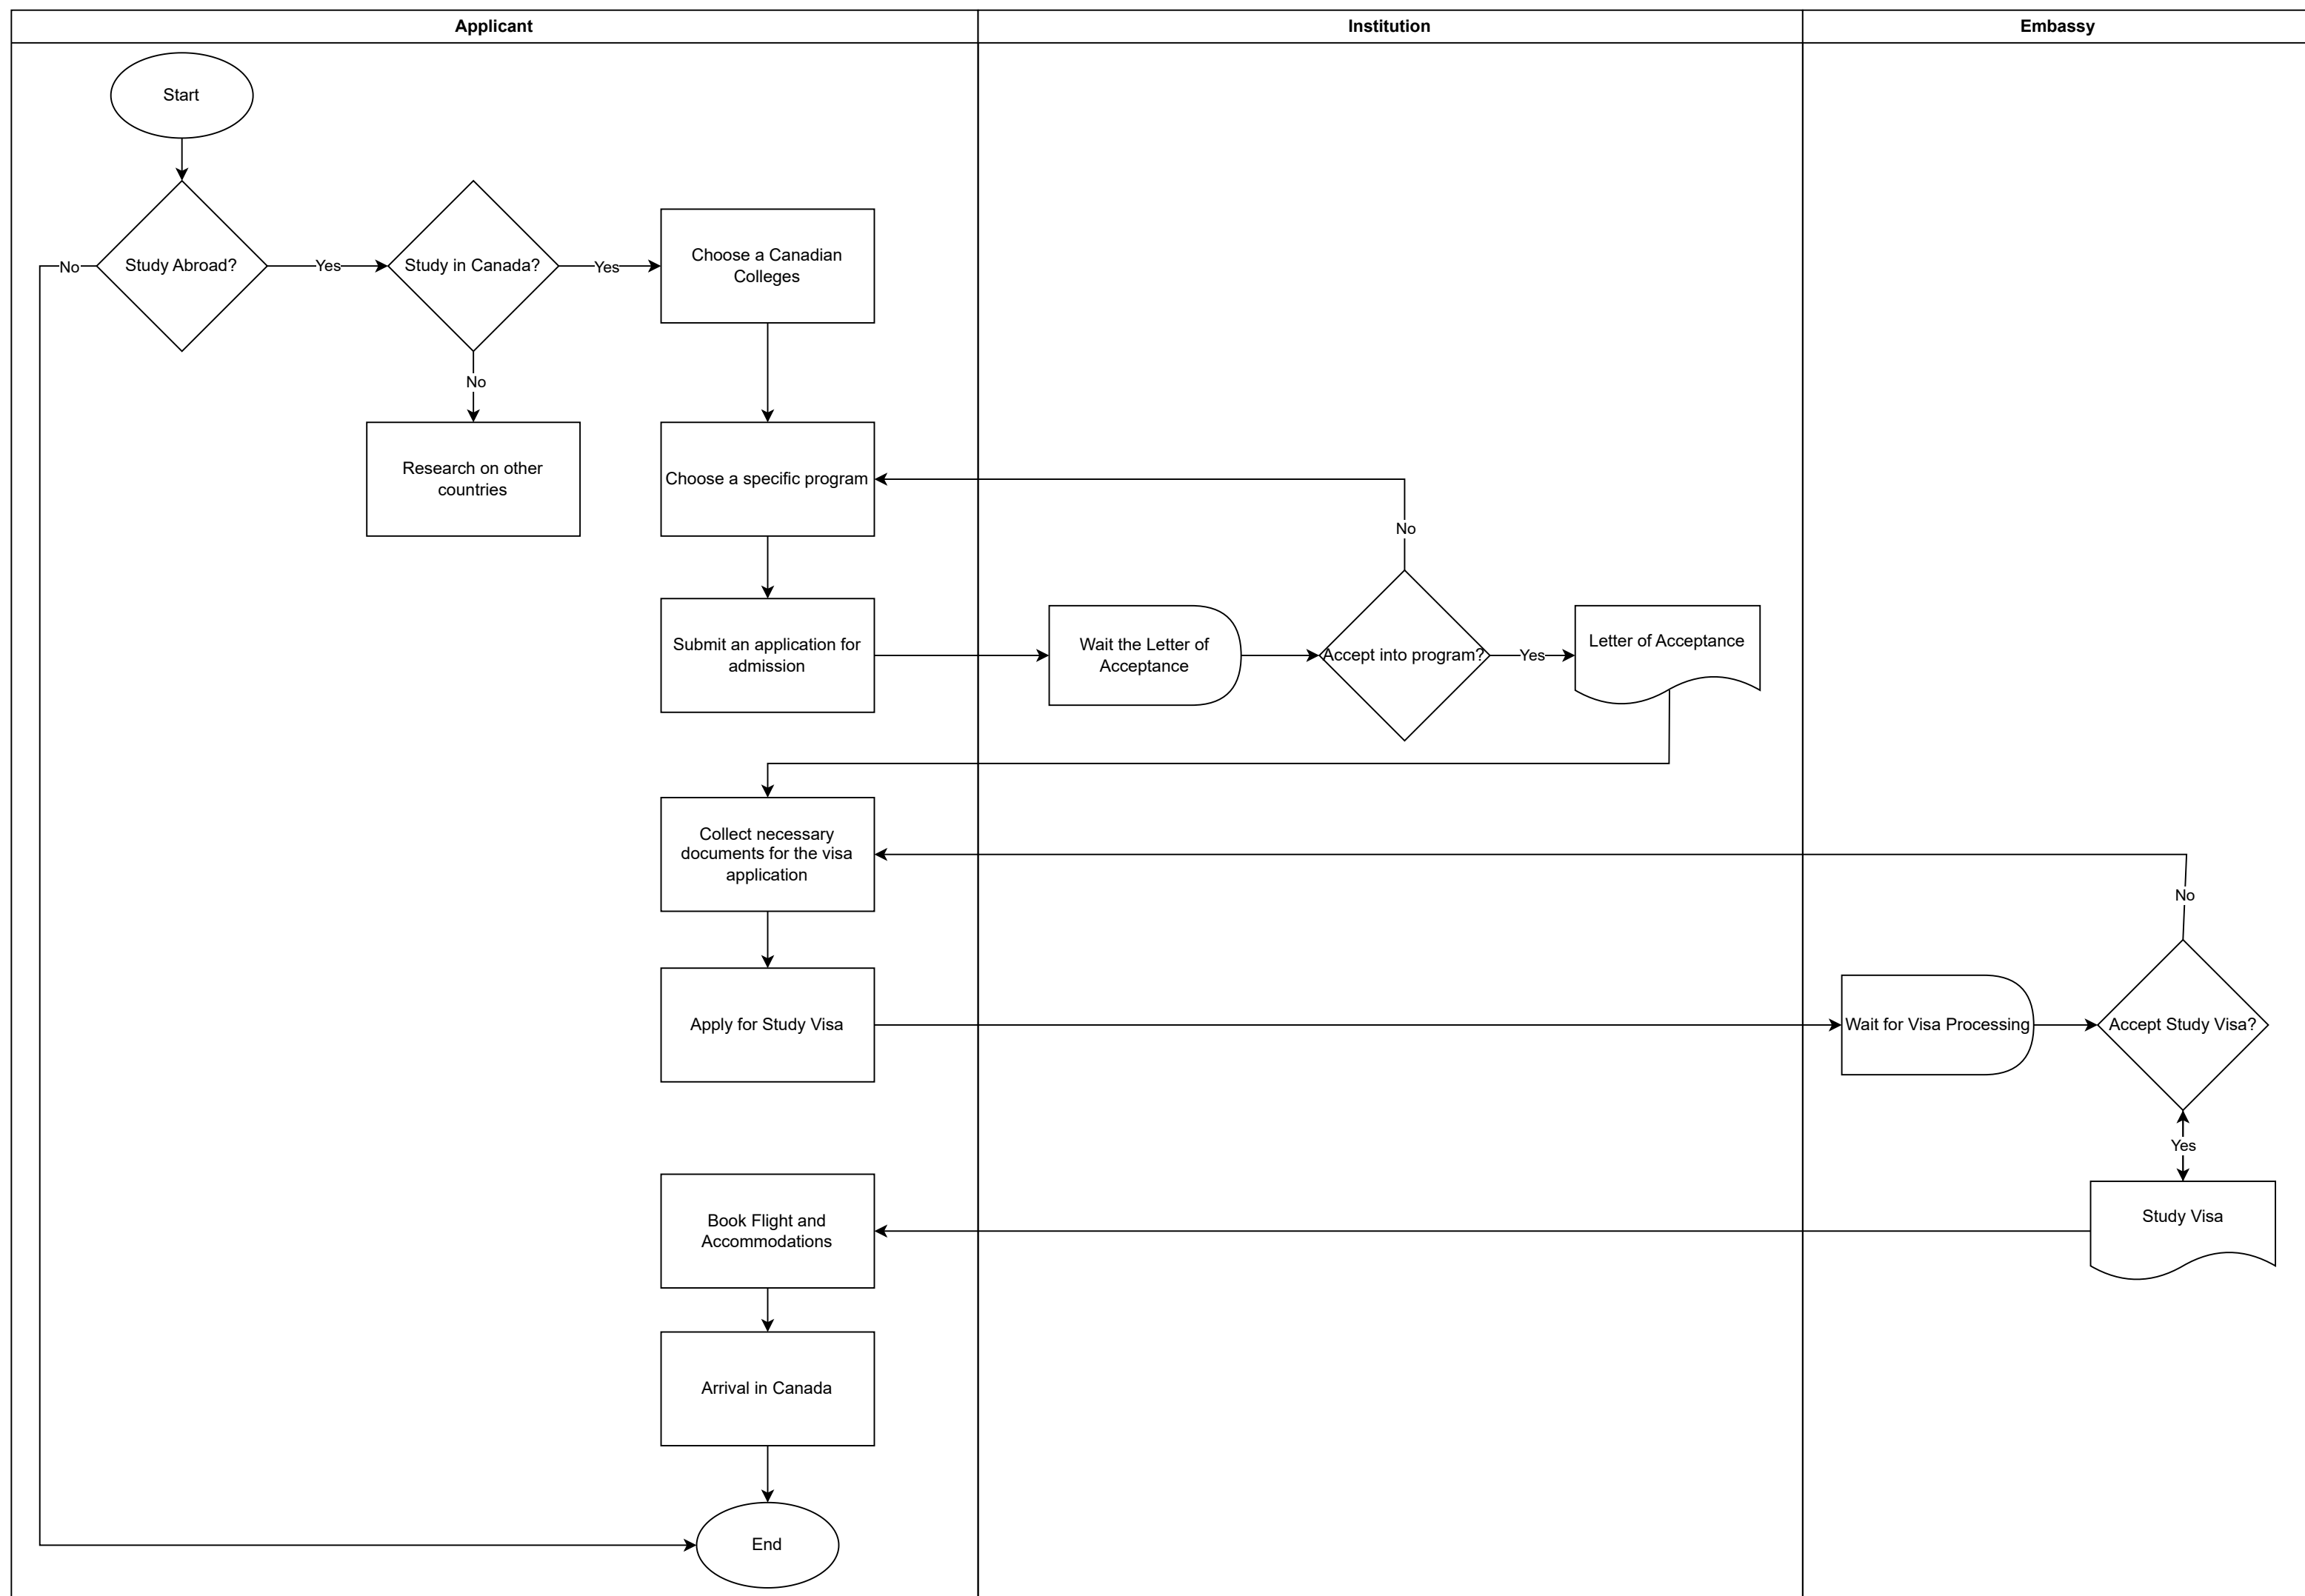 Applicant
Institution
Embassy
Start
Study Abroad?
No
Yes
Study in Canada?
Yes
Choose a Canadian
Colleges
No
Research on other
countries
Choose a specific program
No
Submit an application for
admission
Wait the Letter of
Acceptance
Accept into program?
Yes
Letter of Acceptance
Collect necessary
documents for the visa
application
No
Apply for Study Visa
Wait for Visa Processing
Accept Study Visa?
Yes
Study Visa
Book Flight and
Accommodations
Arrival in Canada
End